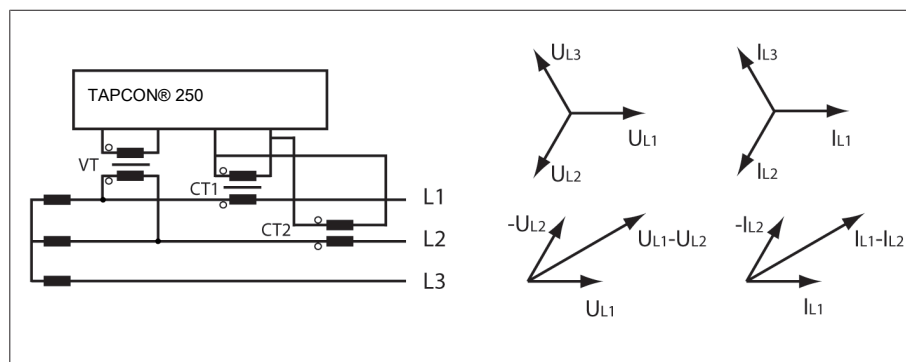 TAPCON® 250
VT
CT1
CT2
L1
L2
L3
UL3
UL1
UL2
IL3
IL1
IL2
-UL2
UL1-UL2
UL1
-IL2
IL1-IL2
IL1